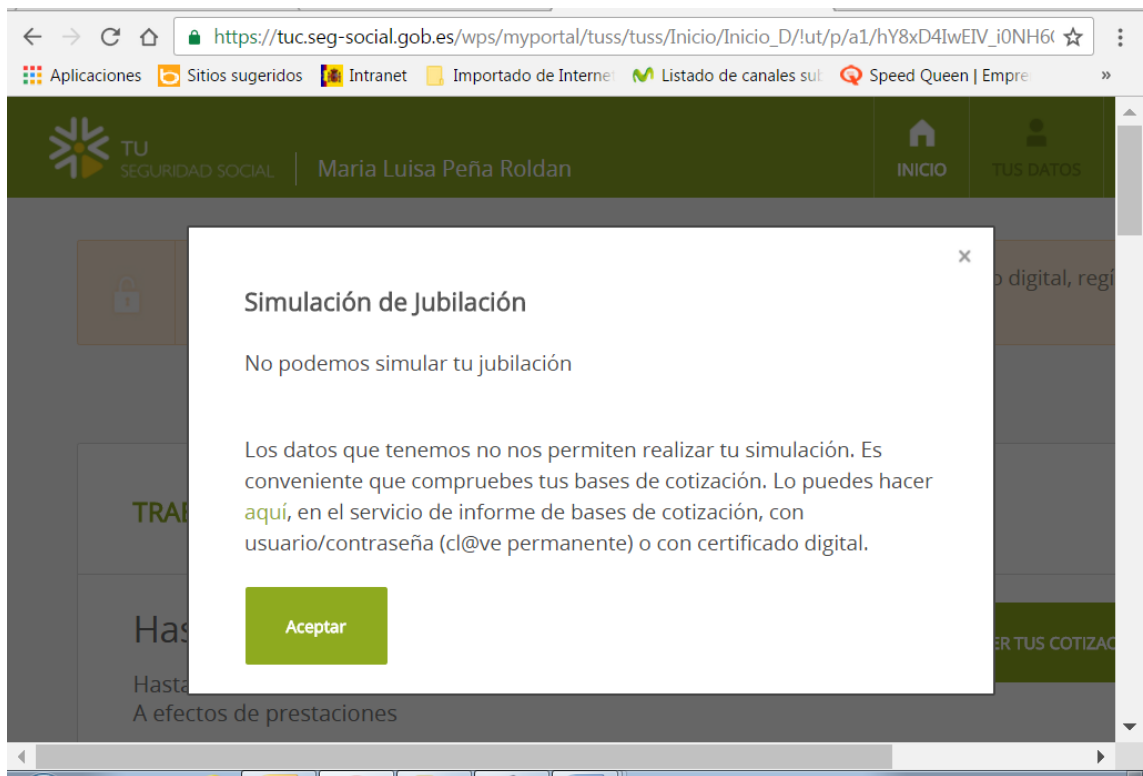 https://tuc.seg-social.gob.es/wps/myportal/tuss/tuss/Inicio/Inicio_D/!ut/p/a1/hY8xD4IwEIV_i0NH6(
Aplicaciones Sitios sugeridos Intranet Importado de Internet Listado de canales sub Speed Queen | Empre »
TU
SEGURIDAD SOCIAL Maria Luisa Peña Roldan INICIO TUS DATOS
o digital, regí
Simulación de Jubilación
No podemos simular tu jubilación
Los datos que tenemos no nos permiten realizar tu simulación. Es
conveniente que compruebes tus bases de cotización. Lo puedes hacer
aquí, en el servicio de informe de bases de cotización, con
usuario/contraseña (cl@ve permanente) o con certificado digital.
TRAB
Aceptar
Has
ER TUS COTIZAC
Hasta
A efectos de prestaciones